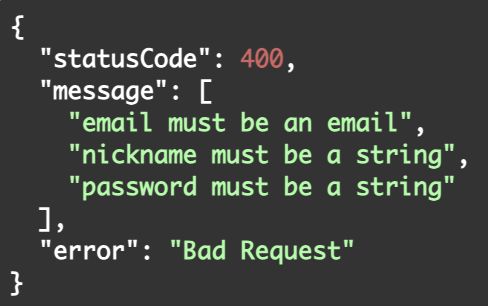 {
  "statusCode": 400,
  "message": [
    "email must be an email",
    "nickname must be a string",
    "password must be a string"
  ],
  "error": "Bad Request"
}